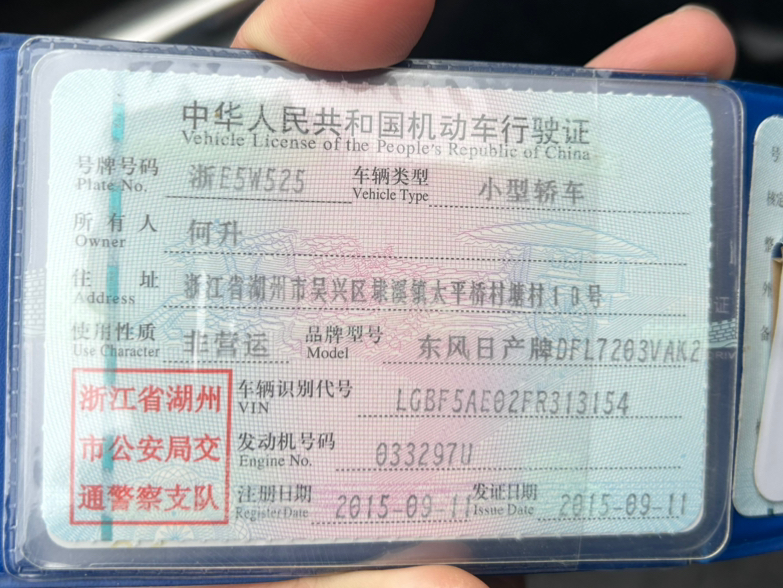 中华人民共和国机动车行驶证
Vehicle License of the People's Republic of China
号牌号码 浙E5W525 车辆类型 小型轿车
Plate No. Vehicle Type
所有人 何升
Owner
住址 浙江省湖州市吴兴区埭溪镇太平桥村塘村10号
Address
使用性质 非营运 品牌型号 东风日产牌DFL7203VAK2
Use Character Model
浙江省湖州
市公安局交
通警察支队
车辆识别代号 LGBF5AE02FR313154
VIN
发动机号码 033297U
Engine No.
注册日期 2015-09-11 发证日期 2015-09-11
Register Date Issue Date
号